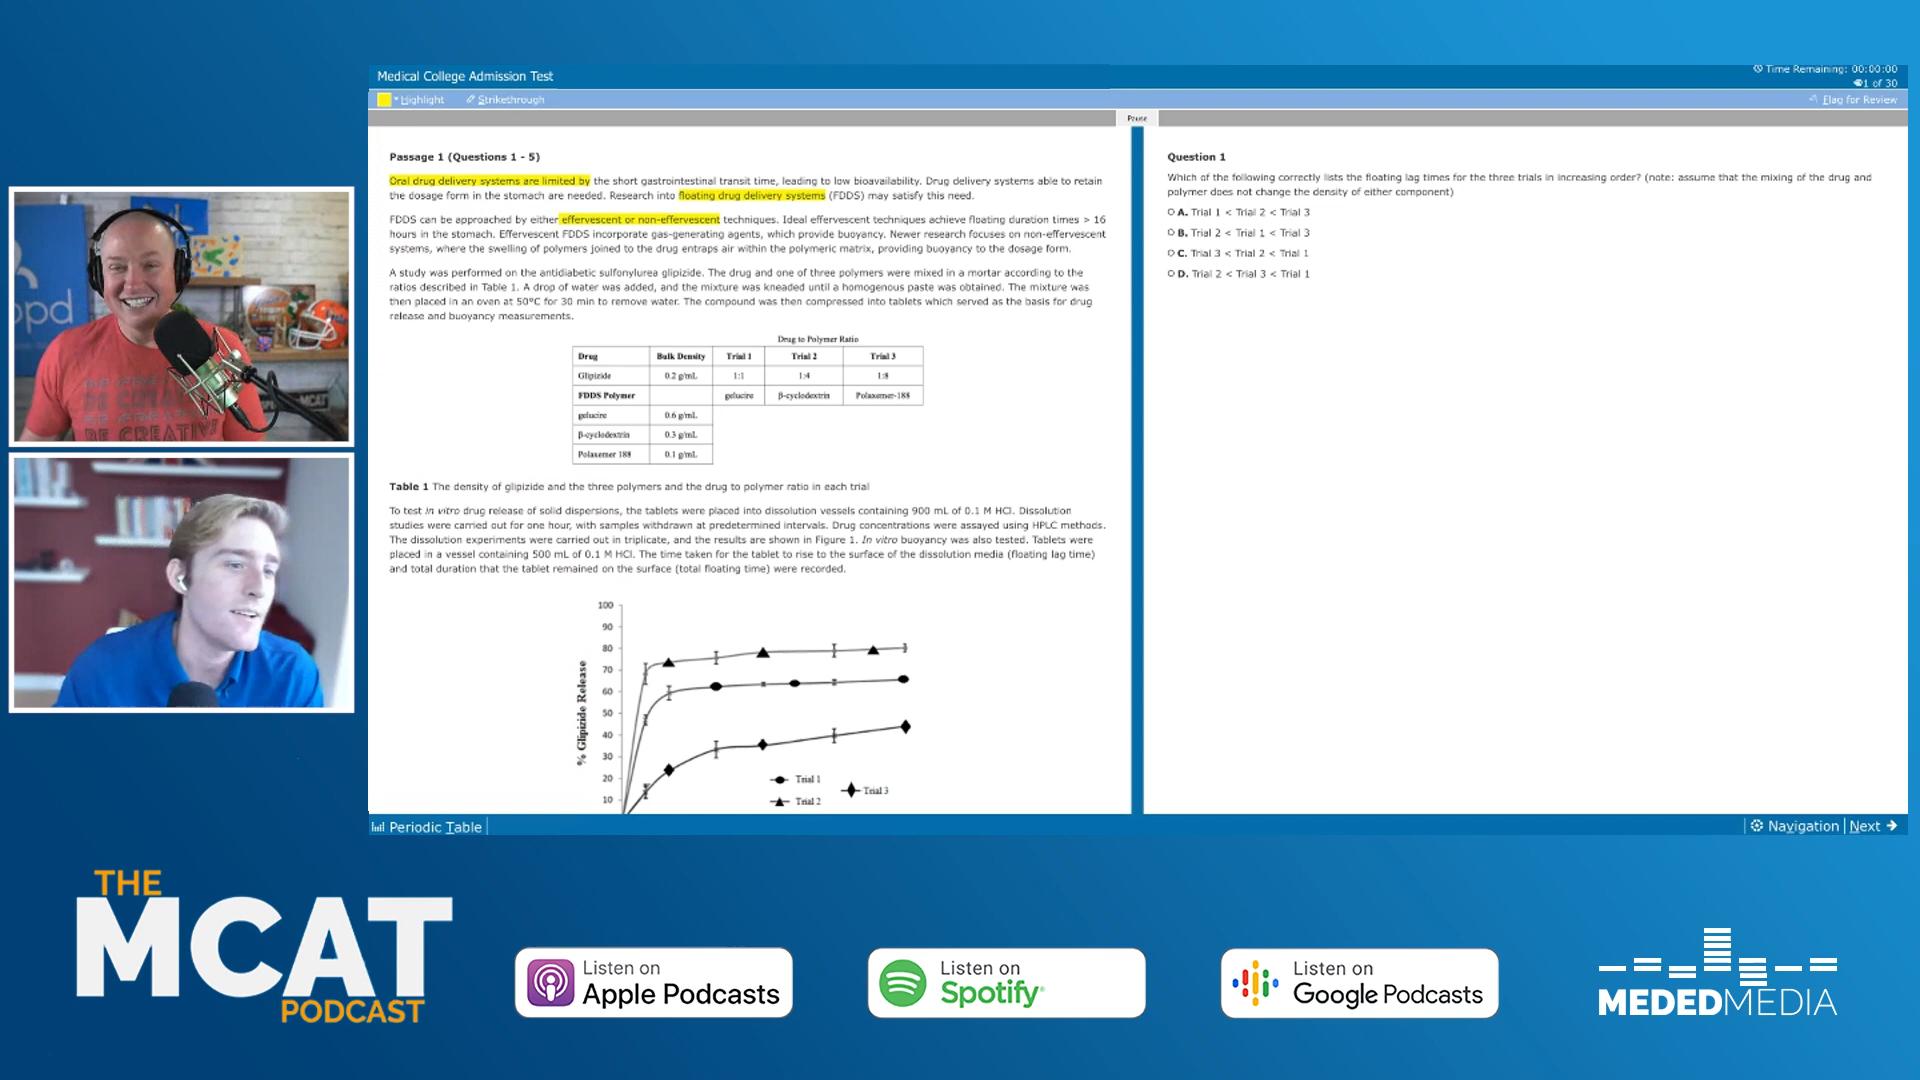 Medical College Admission Test
Time Remaining: 00:00:00
1 of 30
Highlight
Strikethrough
Flag for Review
Pause
Passage 1 (Questions 1 - 5)
Oral drug delivery systems are limited by the short gastrointestinal transit time, leading to low bioavailability. Drug delivery systems able to retain
the dosage form in the stomach are needed. Research into floating drug delivery systems (FDDS) may satisfy this need.
FDDS can be approached by either effervescent or non-effervescent techniques. Ideal effervescent techniques achieve floating duration times > 16
hours in the stomach. Effervescent FDDS incorporate gas-generating agents, which provide buoyancy. Newer research focuses on non-effervescent
systems, where the swelling of polymers joined to the drug entraps air within the polymeric matrix, providing buoyancy to the dosage form.
A study was performed on the antidiabetic sulfonylurea glipizide. The drug and one of three polymers were mixed in a mortar according to the
ratios described in Table 1. A drop of water was added, and the mixture was kneaded until a homogenous paste was obtained. The mixture was
then placed in an oven at 50°C for 30 min to remove water. The compound was then compressed into tablets which served as the basis for drug
release and buoyancy measurements.
Drug to Polymer Ratio
Drug Bulk Density Trial 1 Trial 2 Trial 3
Glipizide 0.2 g/mL 1:1 1:4 1:8
FDDS Polymer gelucire β-cyclodextrin Polaxemer-188
gelucire 0.6 g/mL
β-cyclodextrin 0.3 g/mL
Polaxemer 188 0.1 g/mL
Table 1 The density of glipizide and the three polymers and the drug to polymer ratio in each trial
To test in vitro drug release of solid dispersions, the tablets were placed into dissolution vessels containing 900 mL of 0.1 M HCl. Dissolution
studies were carried out for one hour, with samples withdrawn at predetermined intervals. Drug concentrations were assayed using HPLC methods.
The dissolution experiments were carried out in triplicate, and the results are shown in Figure 1. In vitro buoyancy was also tested. Tablets were
placed in a vessel containing 500 mL of 0.1 M HCl. The time taken for the tablet to rise to the surface of the dissolution media (floating lag time)
and total duration that the tablet remained on the surface (total floating time) were recorded.
% Glipizide Release
100
90
80
70
60
50
40
30
20
10
Trial 1
Trial 2
Trial 3
Question 1
Which of the following correctly lists the floating lag times for the three trials in increasing order? (note: assume that the mixing of the drug and
polymer does not change the density of either component)
A. Trial 1 < Trial 2 < Trial 3
B. Trial 2 < Trial 1 < Trial 3
C. Trial 3 < Trial 2 < Trial 1
D. Trial 2 < Trial 3 < Trial 1
Periodic Table
Navigation
Next
ppd
BE CREATIVE
BE CREATIVE
MCAT
THE
MCAT
PODCAST
Listen on
Apple Podcasts
Listen on
Spotify
Listen on
Google Podcasts
MEDEDMEDIA